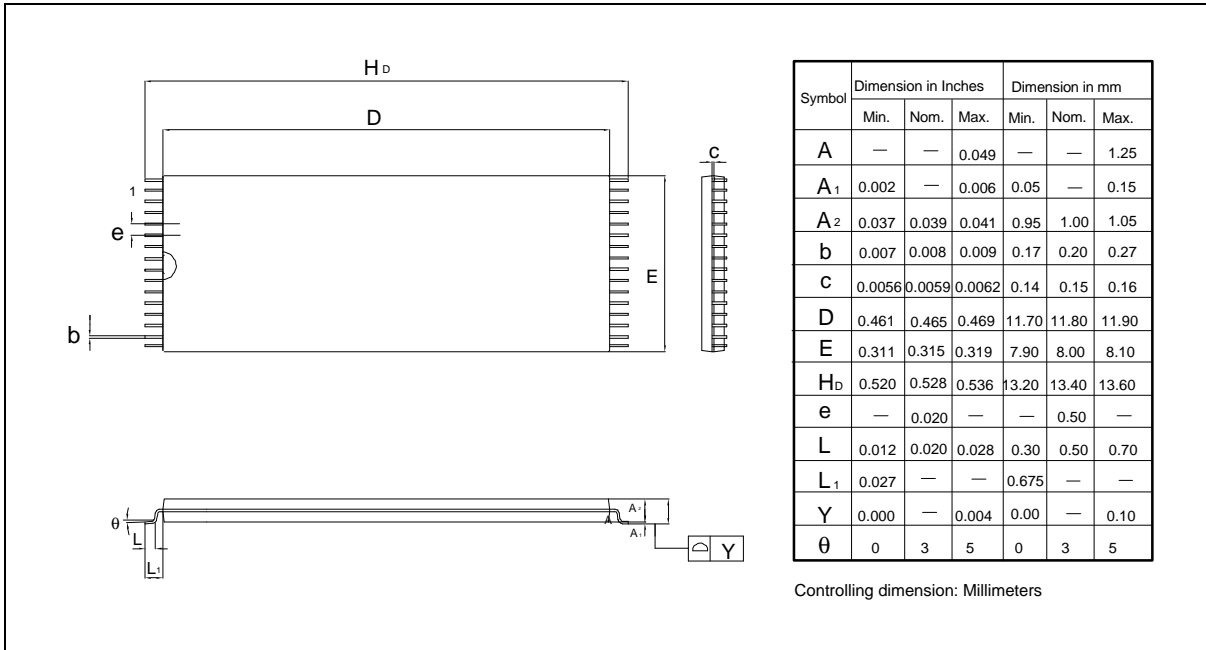 H D
D
c
1
e
E
b
A 2
θ
A
L
A 1
Y
L 1
Symbol Dimension in Inches Dimension in mm
Min. Nom. Max. Min. Nom. Max.
A — — 0.049 — — 1.25
A 1 0.002 — 0.006 0.05 — 0.15
A 2 0.037 0.039 0.041 0.95 1.00 1.05
b 0.007 0.008 0.009 0.17 0.20 0.27
c 0.0056 0.0059 0.0062 0.14 0.15 0.16
D 0.461 0.465 0.469 11.70 11.80 11.90
E 0.311 0.315 0.319 7.90 8.00 8.10
HD 0.520 0.528 0.536 13.20 13.40 13.60
e — 0.020 — — 0.50 —
L 0.012 0.020 0.028 0.30 0.50 0.70
L 1 0.027 — — 0.675 — —
Y 0.000 — 0.004 0.00 — 0.10
θ 0 3 5 0 3 5
Controlling dimension: Millimeters